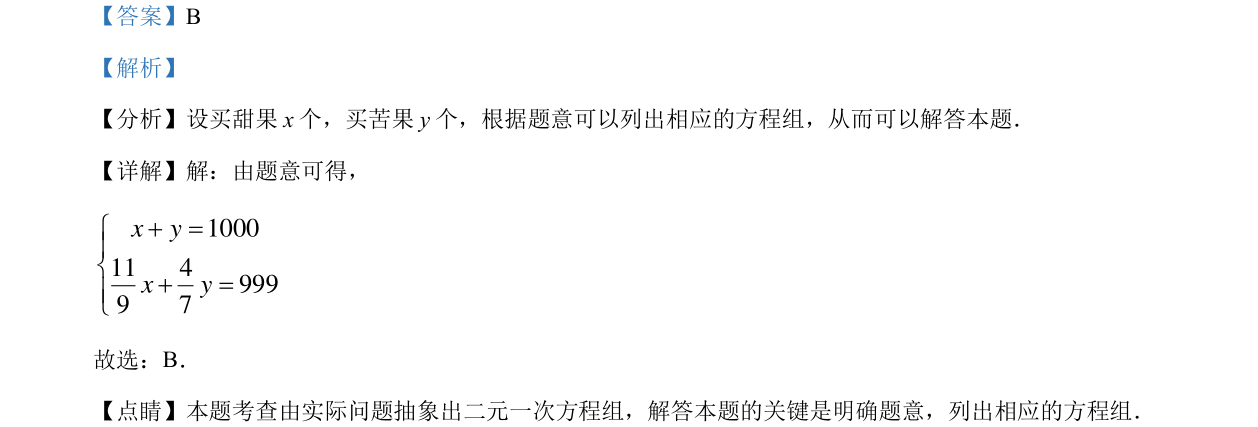 【答案】B
【解析】
【分析】设买甜果 x 个，买苦果 y 个，根据题意可以列出相应的方程组，从而可以解答本题．
【详解】解：由题意可得，
{ x + y = 1000
11/9 x + 4/7 y = 999
故选：B．
【点睛】本题考查由实际问题抽象出二元一次方程组，解答本题的关键是明确题意，列出相应的方程组．